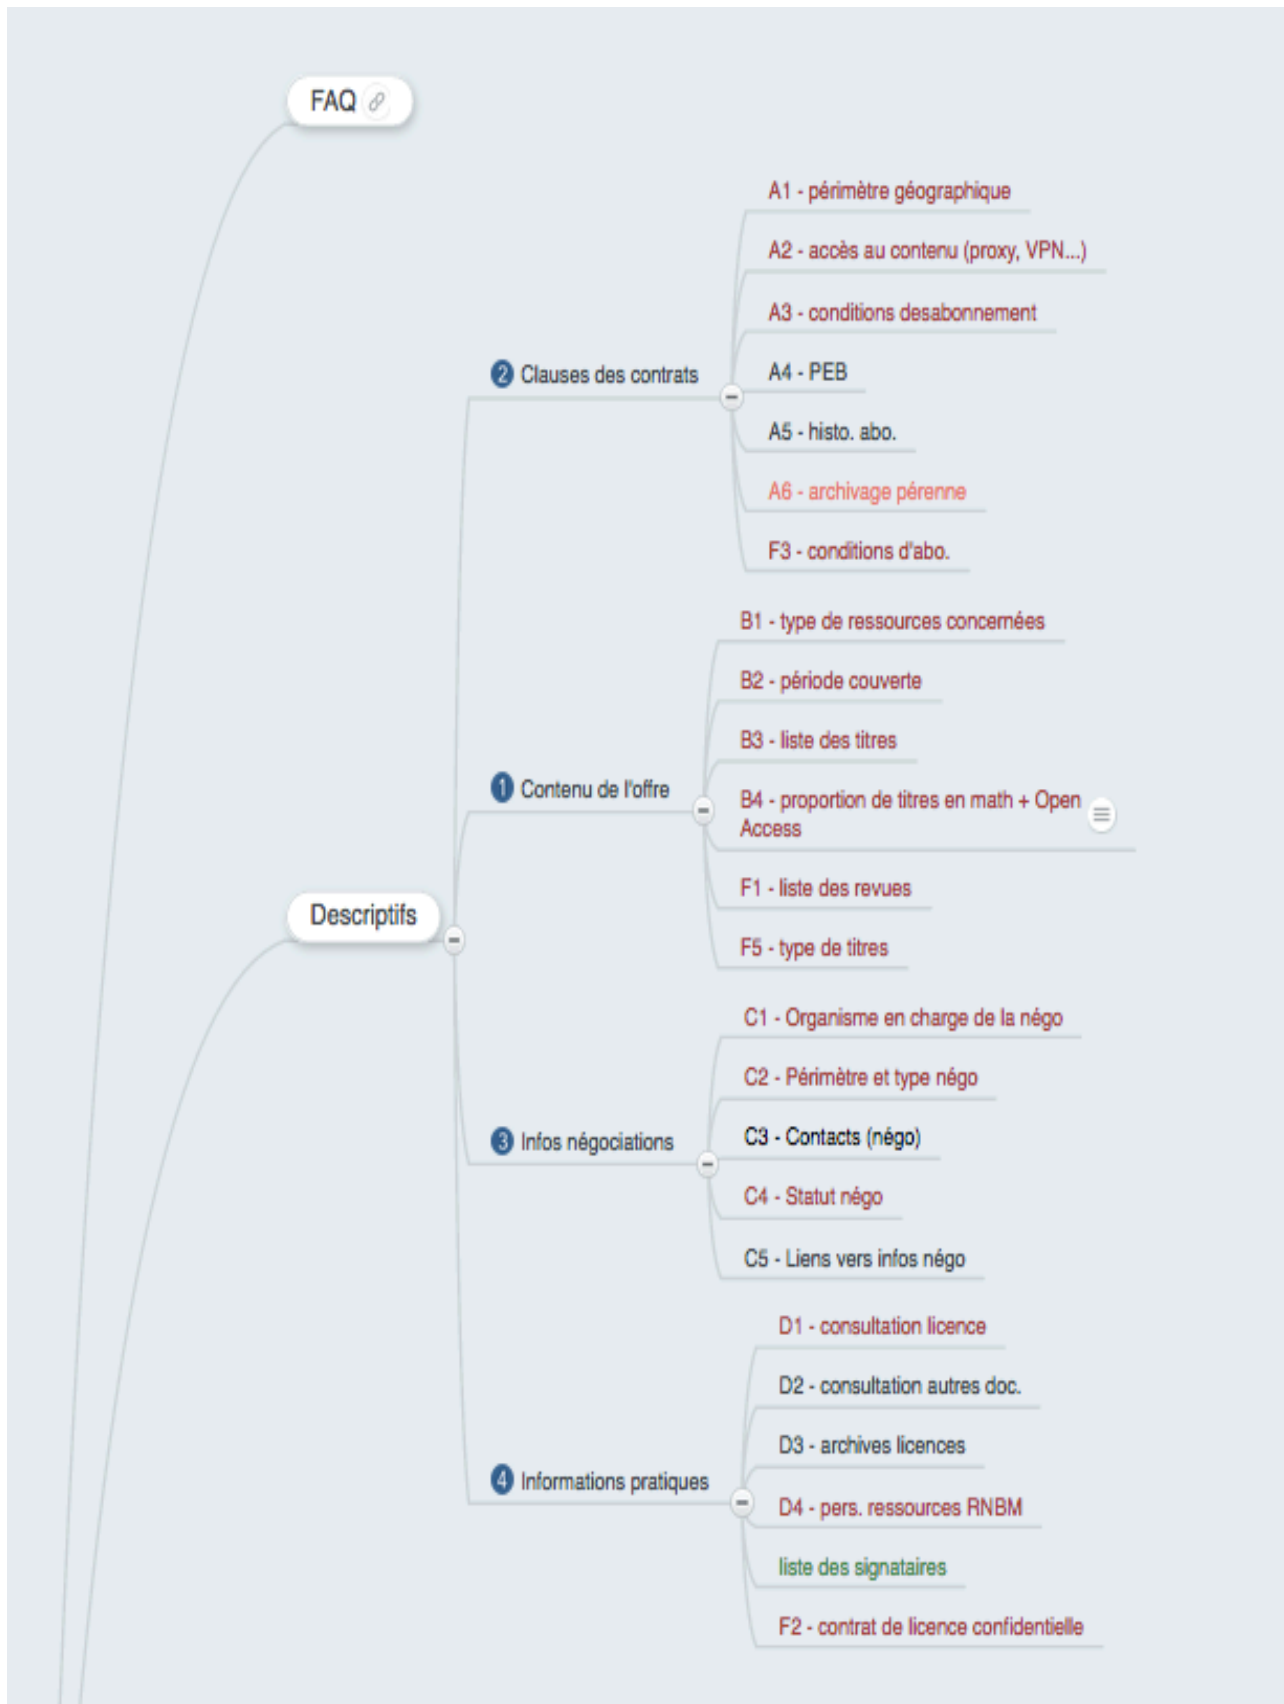 FAQ
A1 - périmètre géographique
A2 - accès au contenu (proxy, VPN...)
A3 - conditions desabonnement
2 Clauses des contrats
A4 - PEB
A5 - histo. abo.
A6 - archivage pérenne
F3 - conditions d'abo.
B1 - type de ressources concernées
B2 - période couverte
B3 - liste des titres
1 Contenu de l'offre
B4 - proportion de titres en math + Open
Access
F1 - liste des revues
Descriptifs
F5 - type de titres
C1 - Organisme en charge de la négo
C2 - Périmètre et type négo
3 Infos négociations
C3 - Contacts (négo)
C4 - Statut négo
C5 - Liens vers infos négo
D1 - consultation licence
D2 - consultation autres doc.
D3 - archives licences
4 Informations pratiques
D4 - pers. ressources RNBM
liste des signataires
F2 - contrat de licence confidentielle